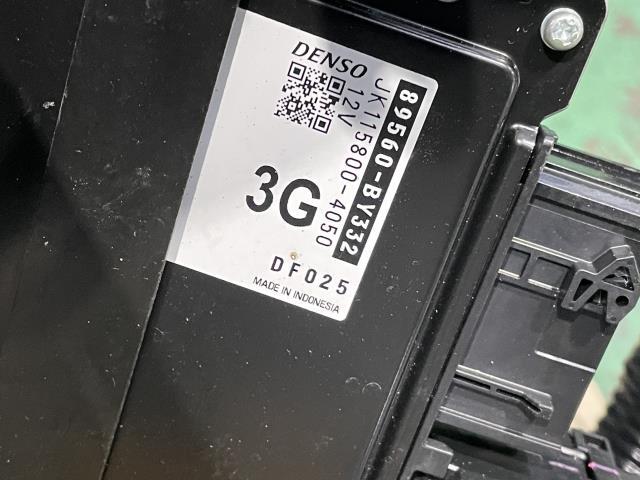 DENSO
89560-BY332
JK115800-4050
12V
3G
DF025
MADE IN INDONESIA